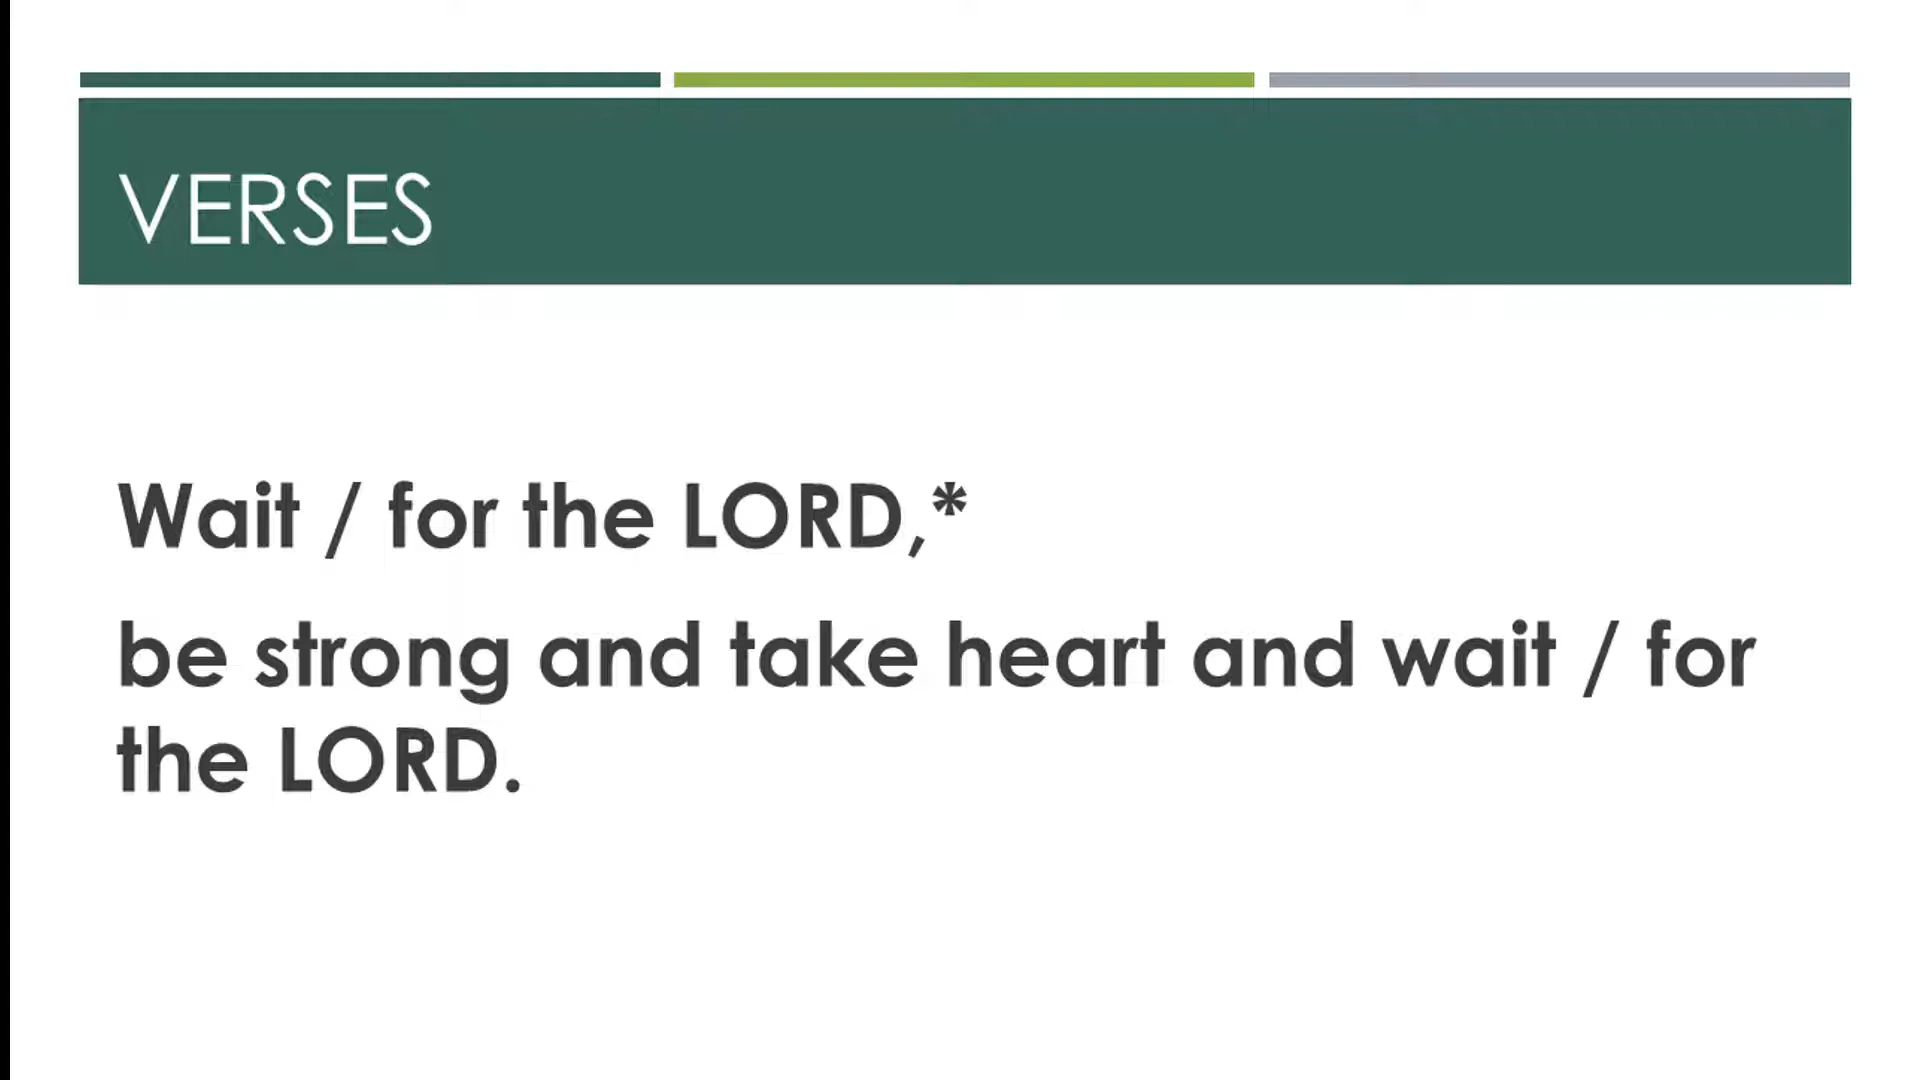 VERSES
Wait / for the LORD,*
be strong and take heart and wait / for
the LORD.